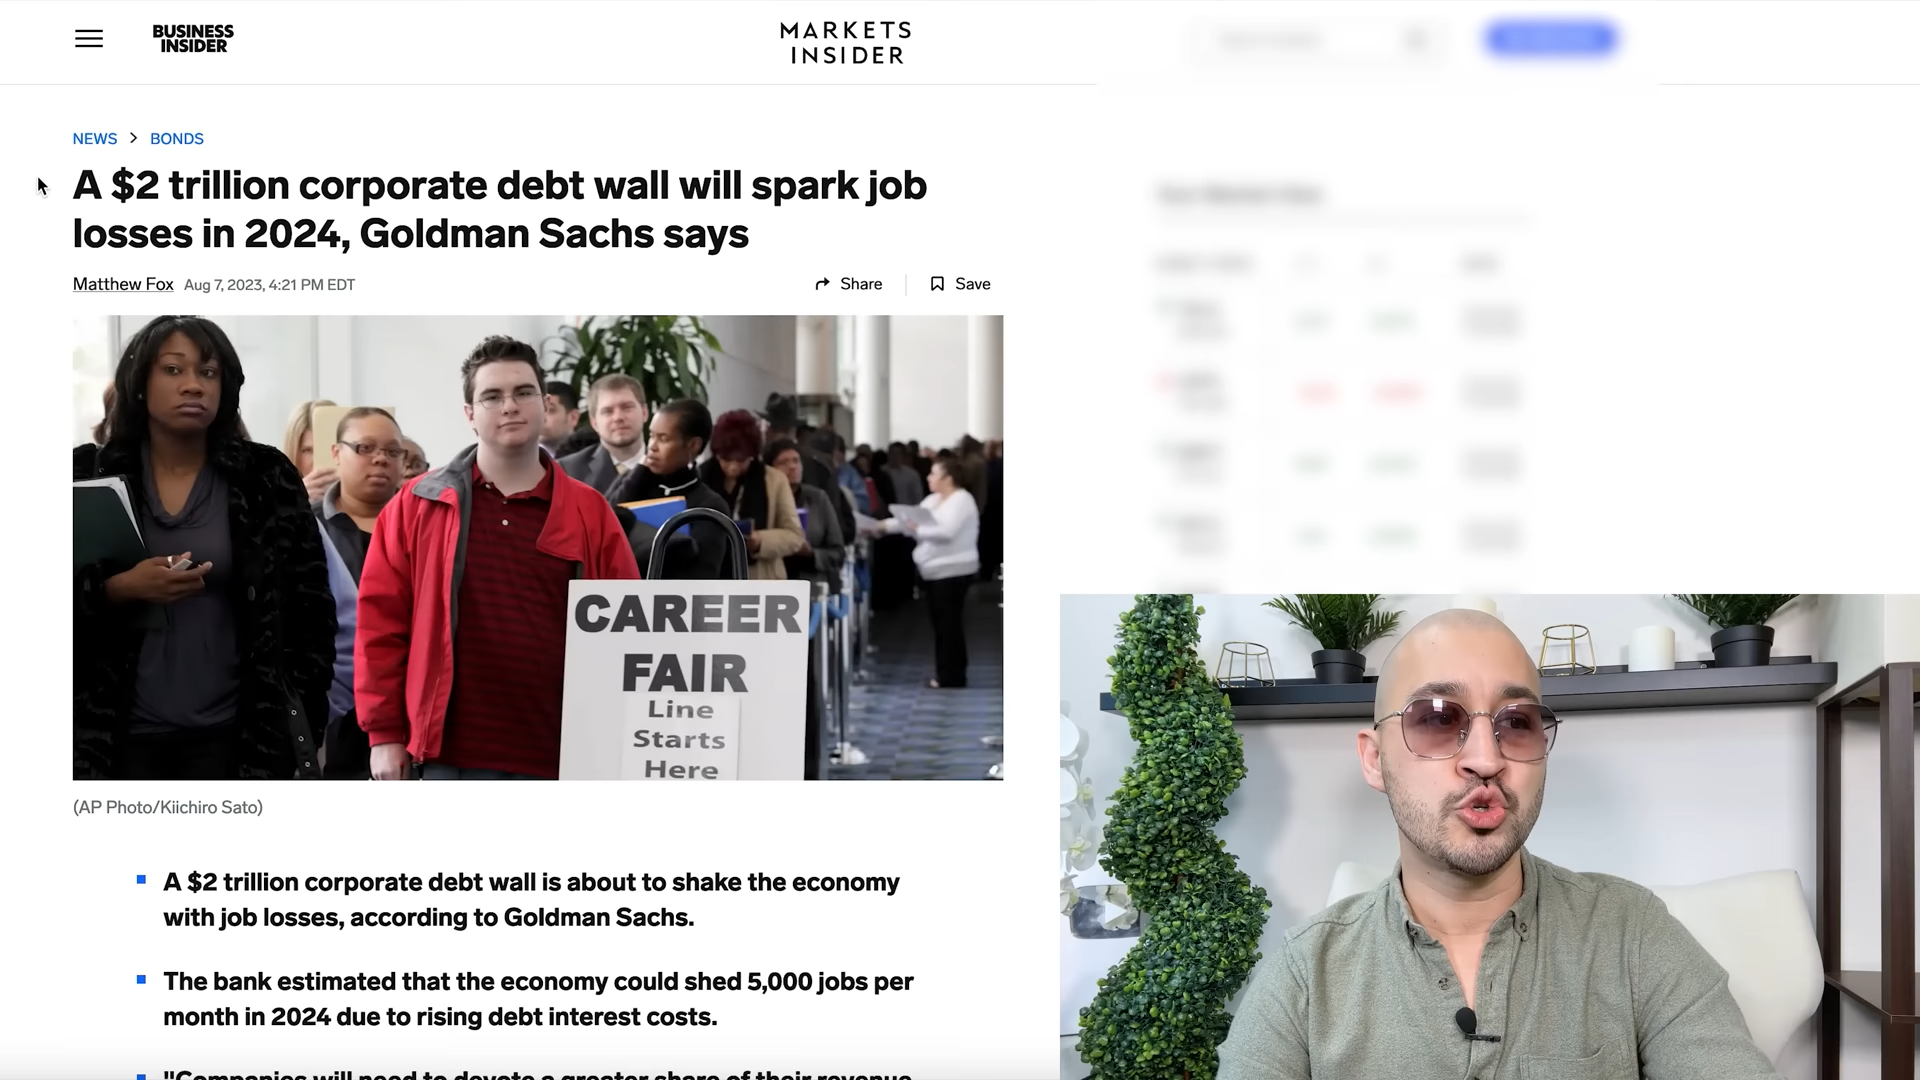 BUSINESS
INSIDER
MARKETS
INSIDER
NEWS > BONDS
A $2 trillion corporate debt wall will spark job
losses in 2024, Goldman Sachs says
Matthew Fox Aug 7, 2023, 4:21 PM EDT
Share
Save
CAREER
FAIR
Line
Starts
Here
(AP Photo/Kiichiro Sato)
A $2 trillion corporate debt wall is about to shake the economy
with job losses, according to Goldman Sachs.
The bank estimated that the economy could shed 5,000 jobs per
month in 2024 due to rising debt interest costs.
"Companies will need to devote a greater share of their revenue